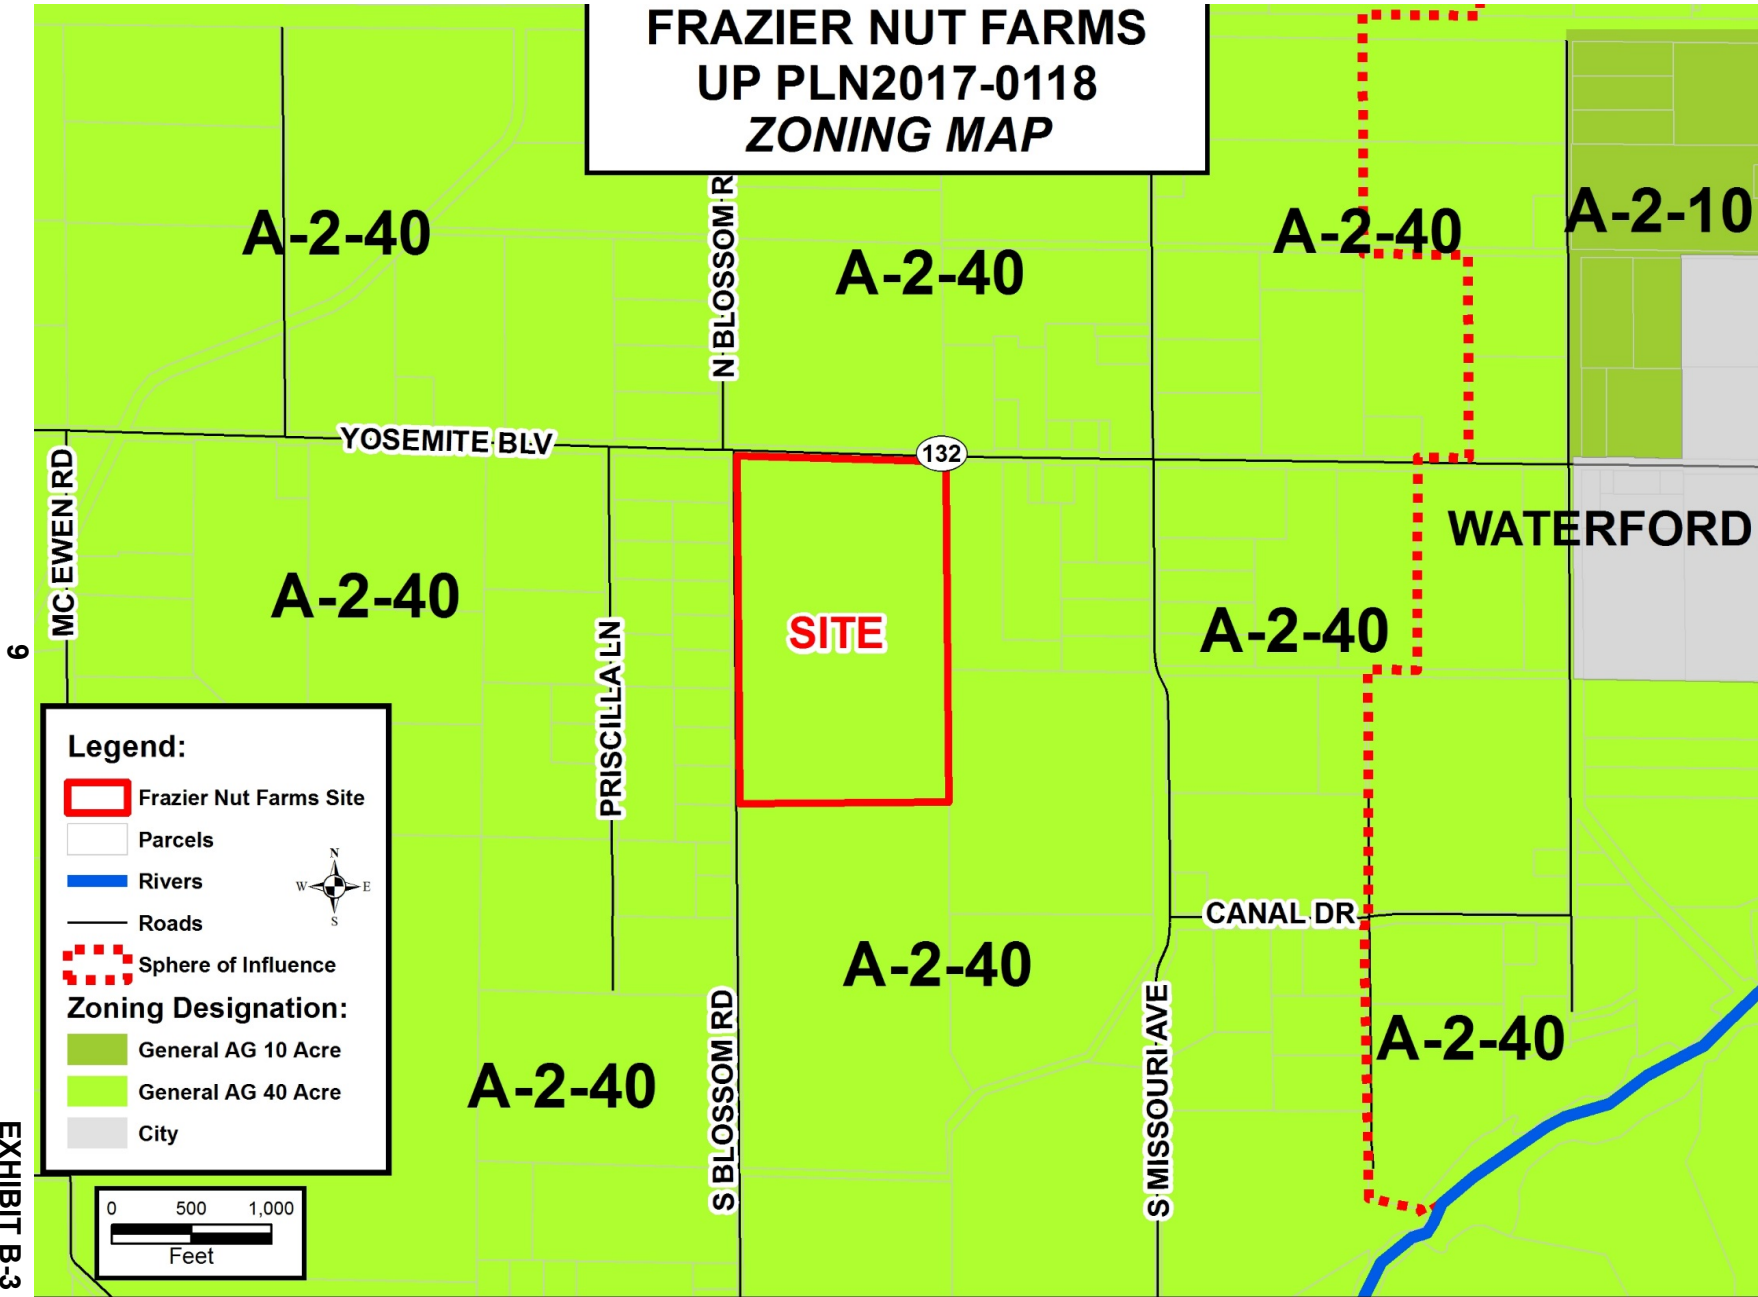 FRAZIER NUT FARMS
UP PLN2017-0118
ZONING MAP
A-2-40
A-2-40
A-2-40
A-2-10
N BLOSSOM R
YOSEMITE BLV
132
MC EWEN RD
WATERFORD
A-2-40
SITE
A-2-40
PRISCILLA LN
9
Legend:
Frazier Nut Farms Site
Parcels
Rivers
Roads
Sphere of Influence
N
W
E
S
Zoning Designation:
General AG 10 Acre
General AG 40 Acre
City
CANAL DR
A-2-40
A-2-40
A-2-40
S BLOSSOM RD
S MISSOURI AVE
0 500 1,000
Feet
EXHIBIT B-3